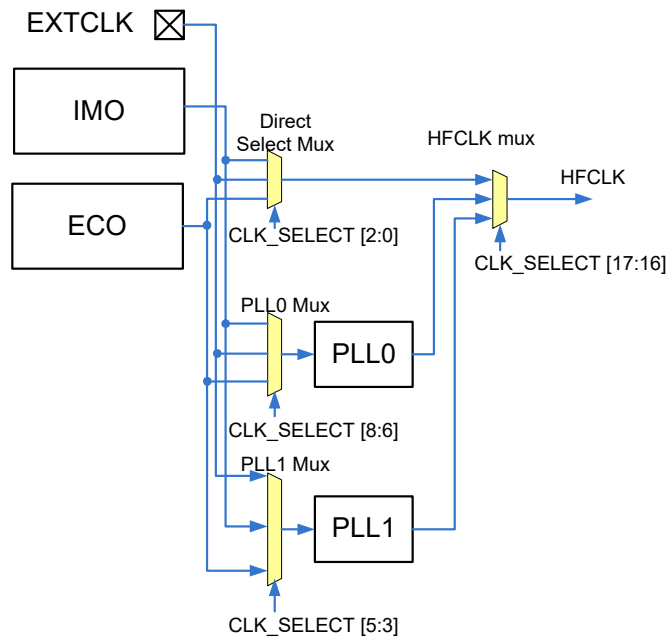 EXTCLK
IMO
Direct
Select Mux
HFCLK mux
HFCLK
ECO
CLK_SELECT [2:0]
CLK_SELECT [17:16]
PLL0 Mux
PLL0
CLK_SELECT [8:6]
PLL1 Mux
PLL1
CLK_SELECT [5:3]